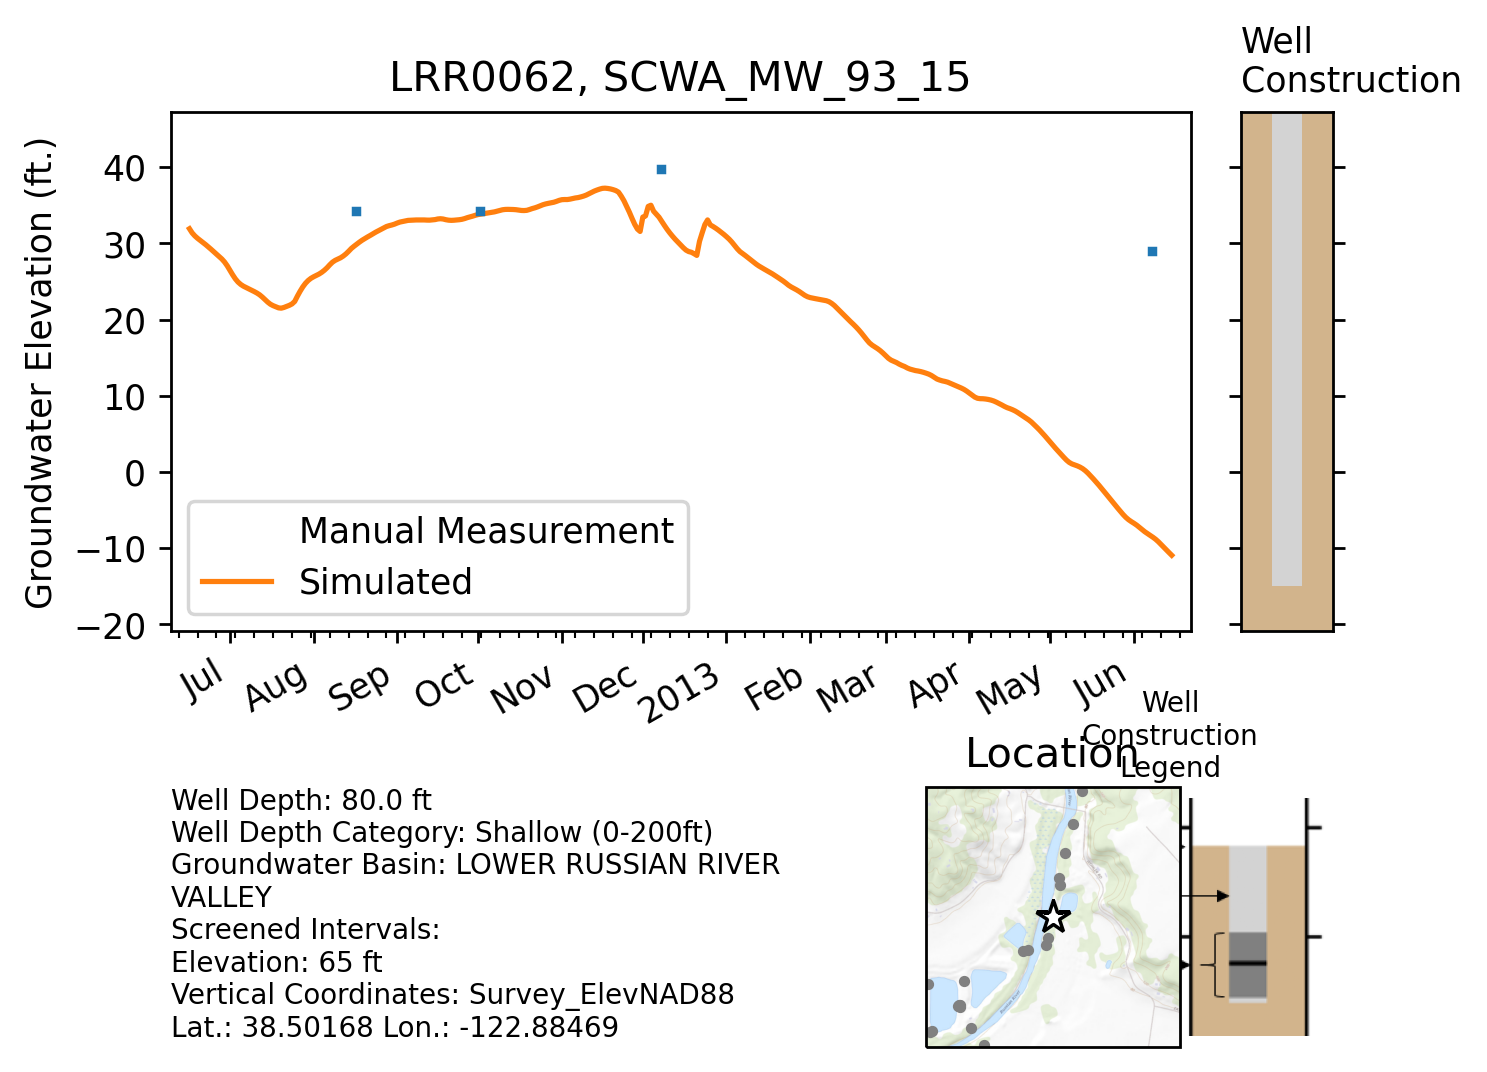 Well
Construction
LRR0062, SCWA_MW_93_15
Groundwater Elevation (ft.)
40
30
20
10
0
−10
−20
Manual Measurement
Simulated
Jul
Aug
Sep
Oct
Nov
Dec
2013
Feb
Mar
Apr
May
Jun
Well
Construction
Legend
Location
Well Depth: 80.0 ft
Well Depth Category: Shallow (0-200ft)
Groundwater Basin: LOWER RUSSIAN RIVER
VALLEY
Screened Intervals:
Elevation: 65 ft
Vertical Coordinates: Survey_ElevNAD88
Lat.: 38.50168 Lon.: -122.88469